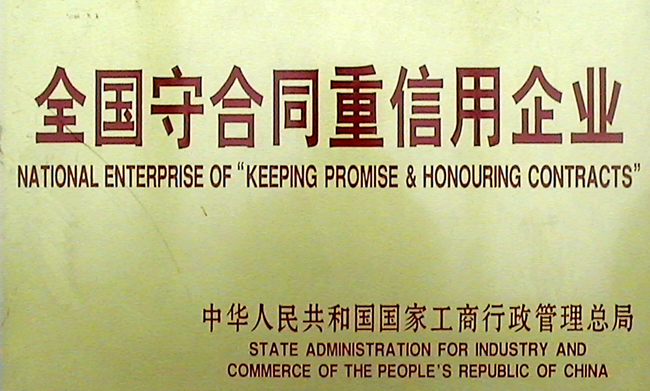 全国守合同重信用企业
NATIONAL ENTERPRISE OF “KEEPING PROMISE & HONOURING CONTRACTS”
中华人民共和国国家工商行政管理总局
STATE ADMINISTRATION FOR INDUSTRY AND
COMMERCE OF THE PEOPLE'S REPUBLIC OF CHINA